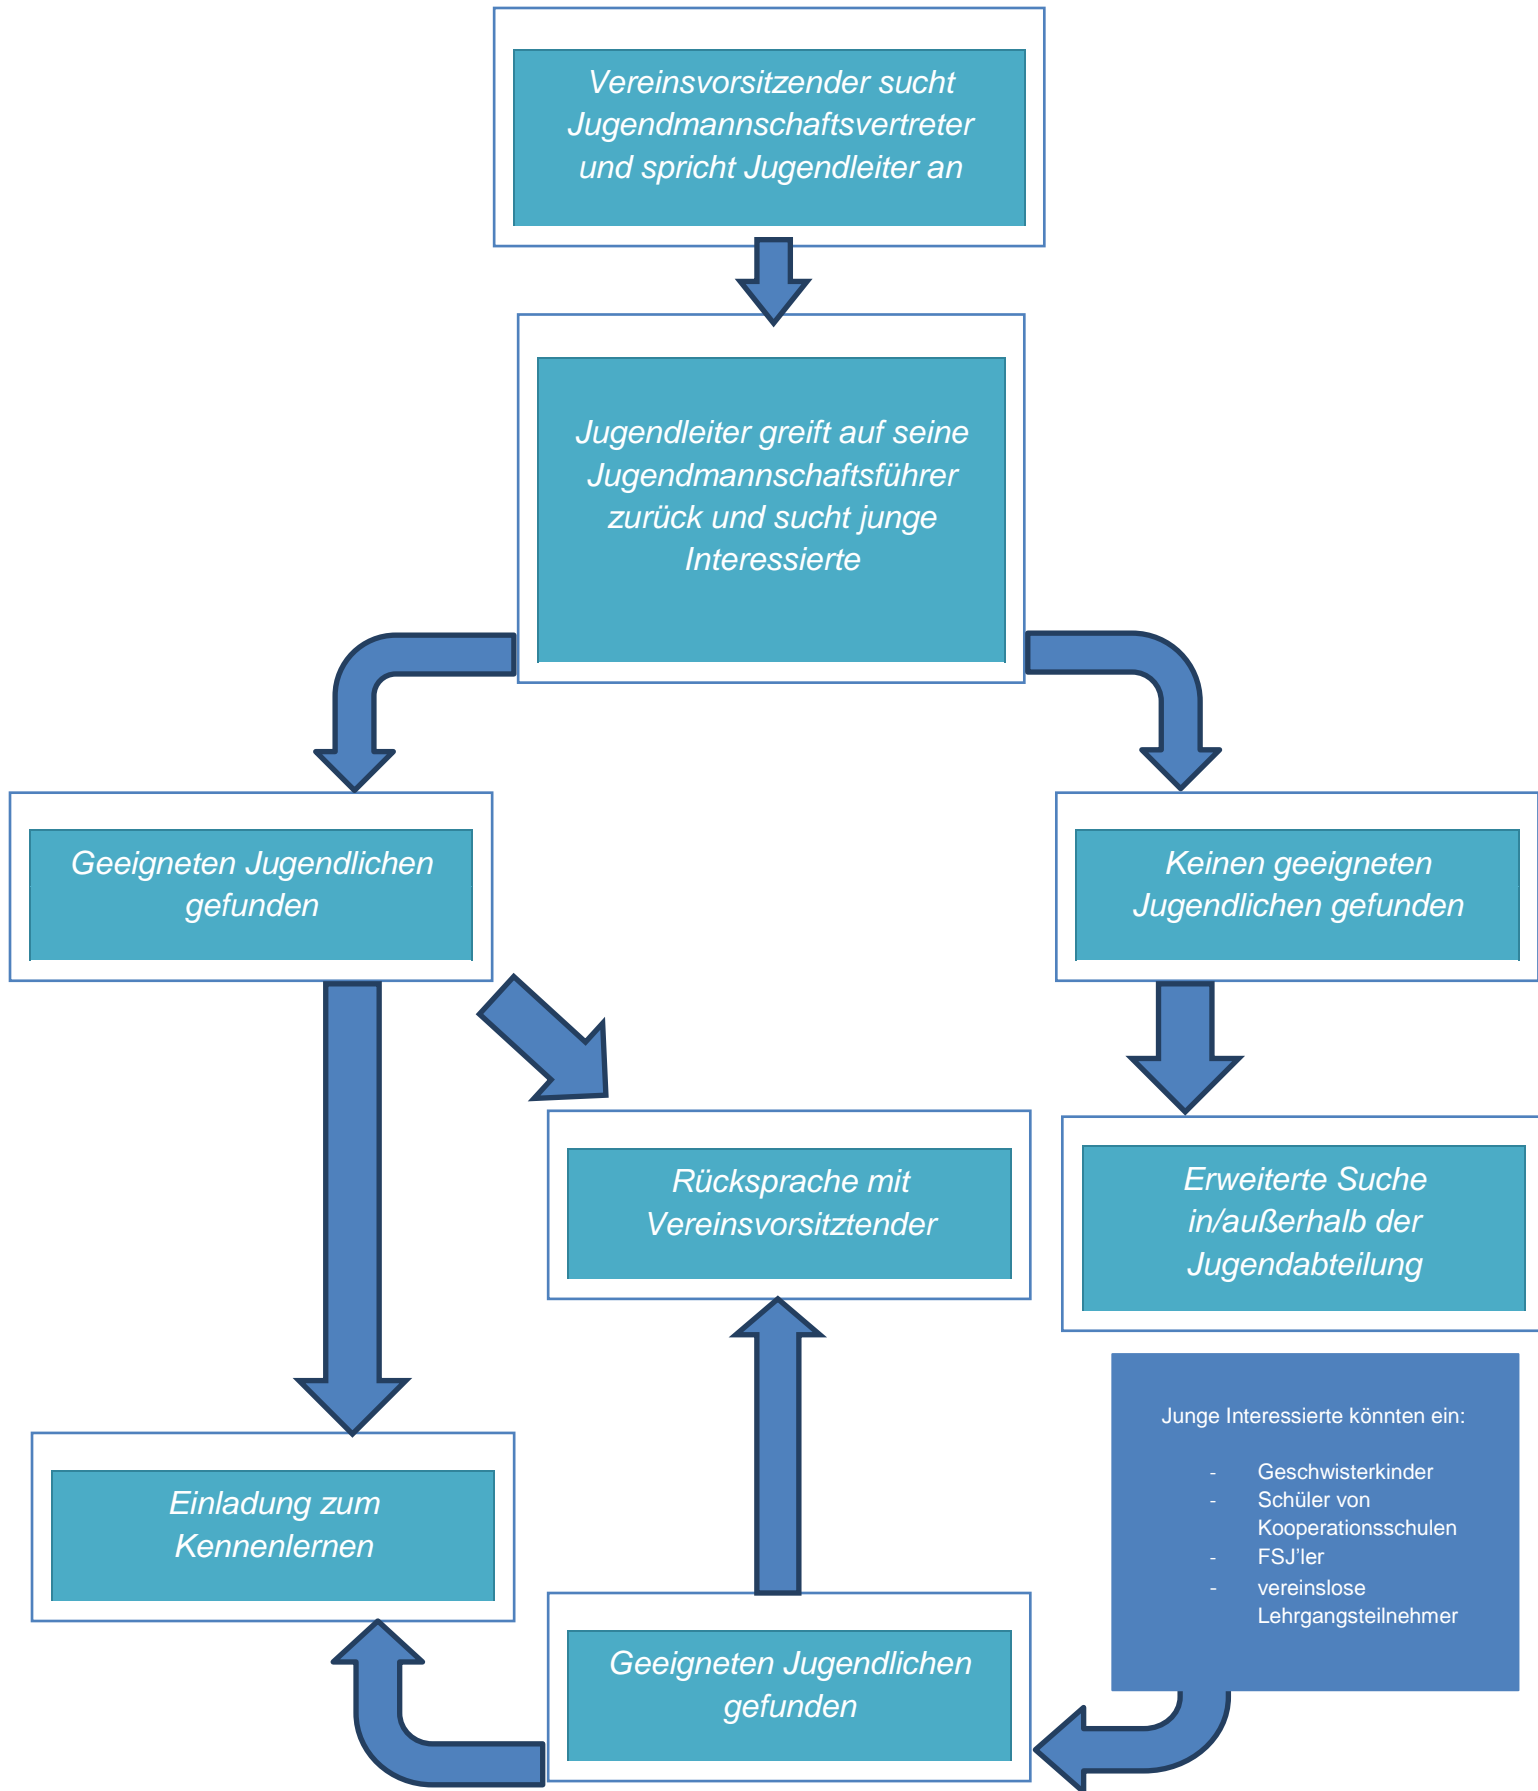 Vereinsvorsitzender sucht
Jugendmannschaftsvertreter
und spricht Jugendleiter an
Jugendleiter greift auf seine
Jugendmannschaftsführer
zurück und sucht junge
Interessierte
Geeigneten Jugendlichen
gefunden
Keinen geeigneten
Jugendlichen gefunden
Rücksprache mit
Vereinsvorsitztender
Erweiterte Suche
in/außerhalb der
Jugendabteilung
Junge Interessierte könnten ein:
- Geschwisterkinder
- Schüler von
Kooperationsschulen
- FSJ’ler
- vereinslose
Lehrgangsteilnehmer
Einladung zum
Kennenlernen
Geeigneten Jugendlichen
gefunden